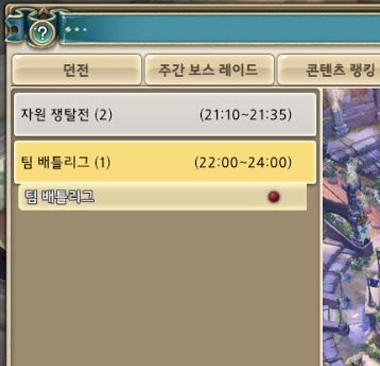 던전 주간 보스 레이드 콘텐츠 랭킹
자원 쟁탈전 (2) (21:10~21:35)
팀 배틀리그 (1) (22:00~24:00)
팀 배틀리그